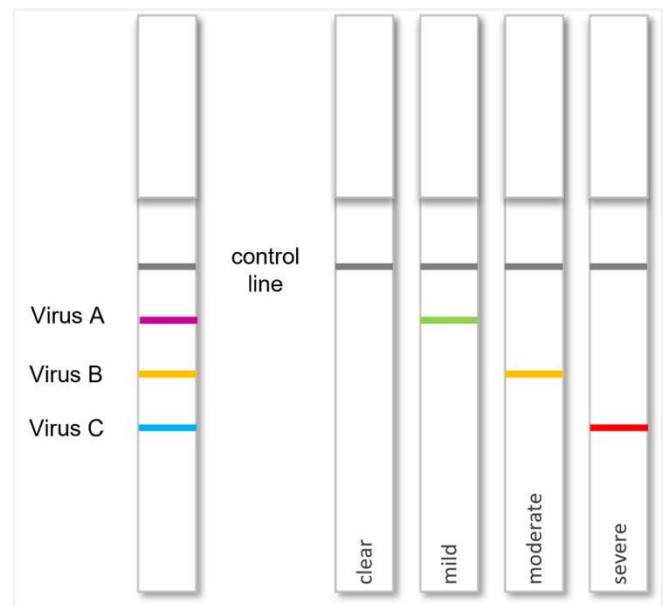 control
line
Virus A
Virus B
Virus C
clear
mild
moderate
severe